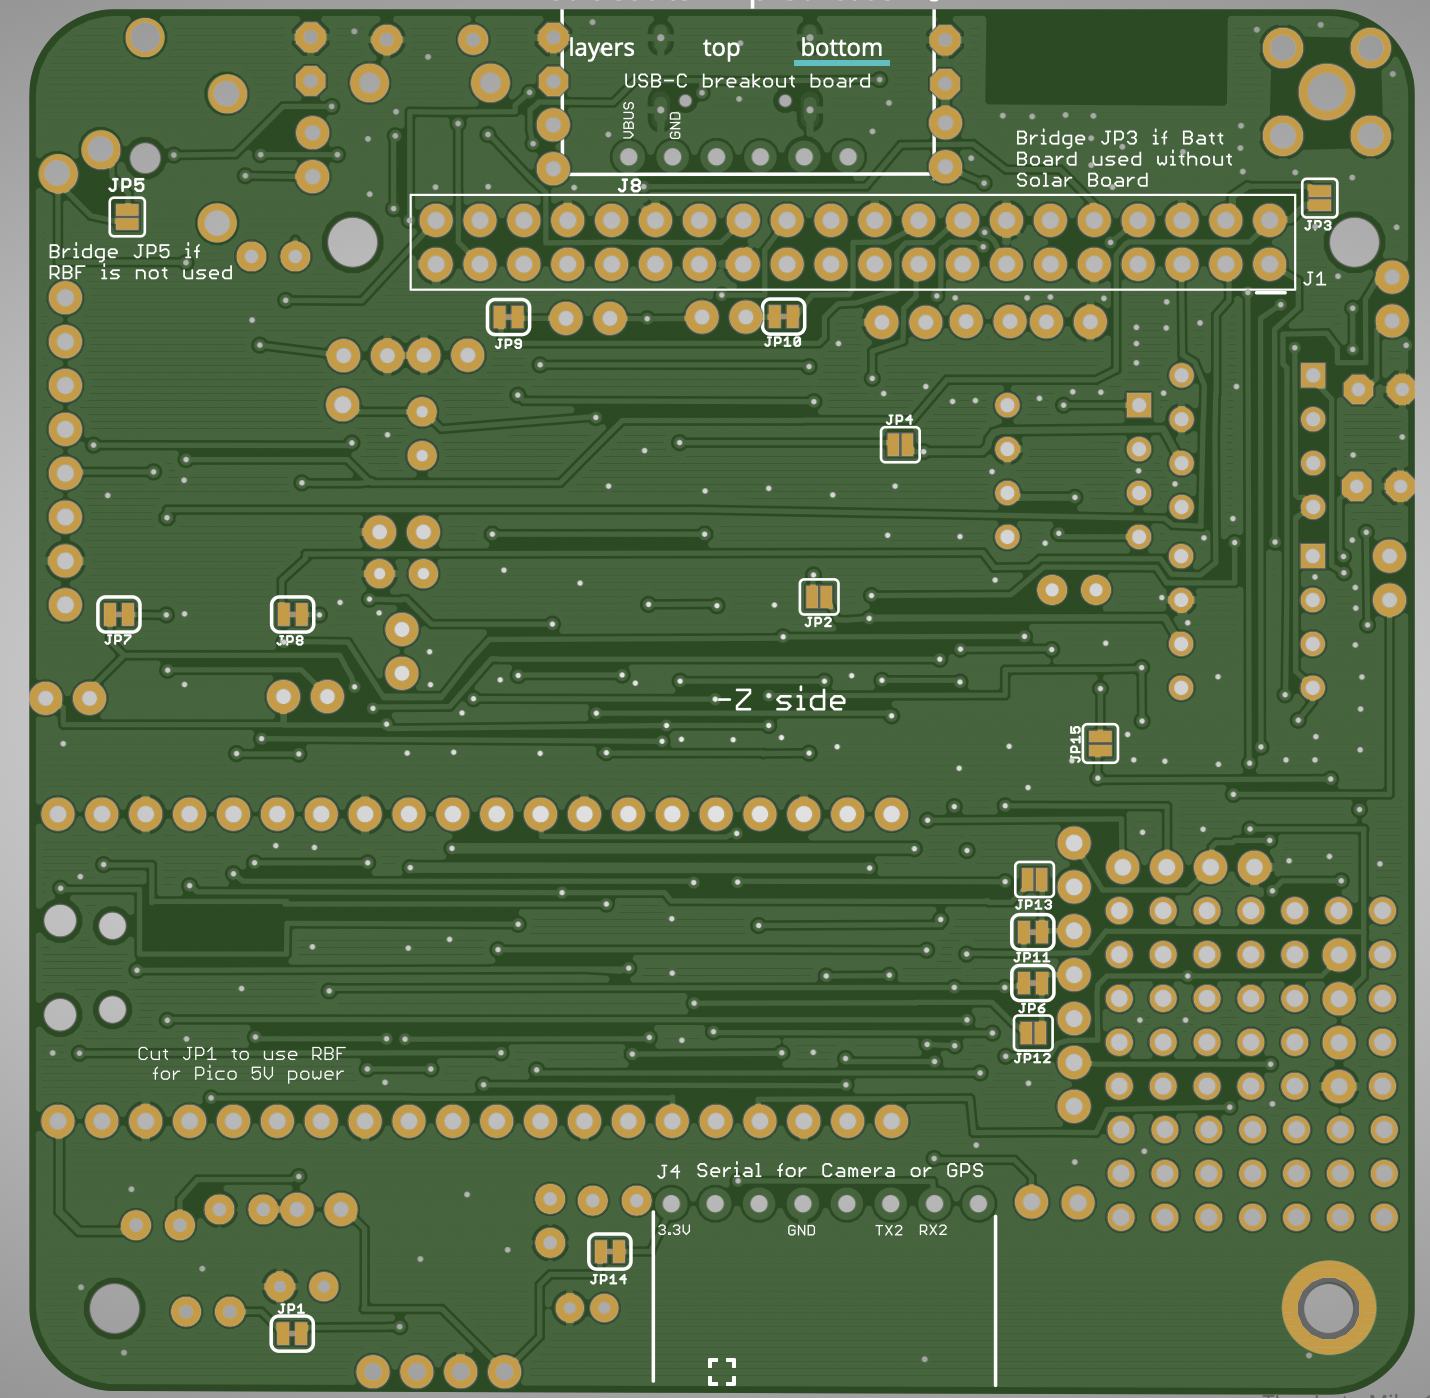 layers top bottom
USB-C breakout board
VBUS
GND
Bridge JP3 if Batt
Board used without
Solar Board
JP5
J8
JP3
Bridge JP5 if
RBF is not used
J1
JP9
JP10
JP4
JP2
JP7
JP8
-Z side
JP15
JP13
JP11
JP6
JP12
Cut JP1 to use RBF
for Pico 5V power
J4 Serial for Camera or GPS
3.3V GND TX2 RX2
JP14
JP1